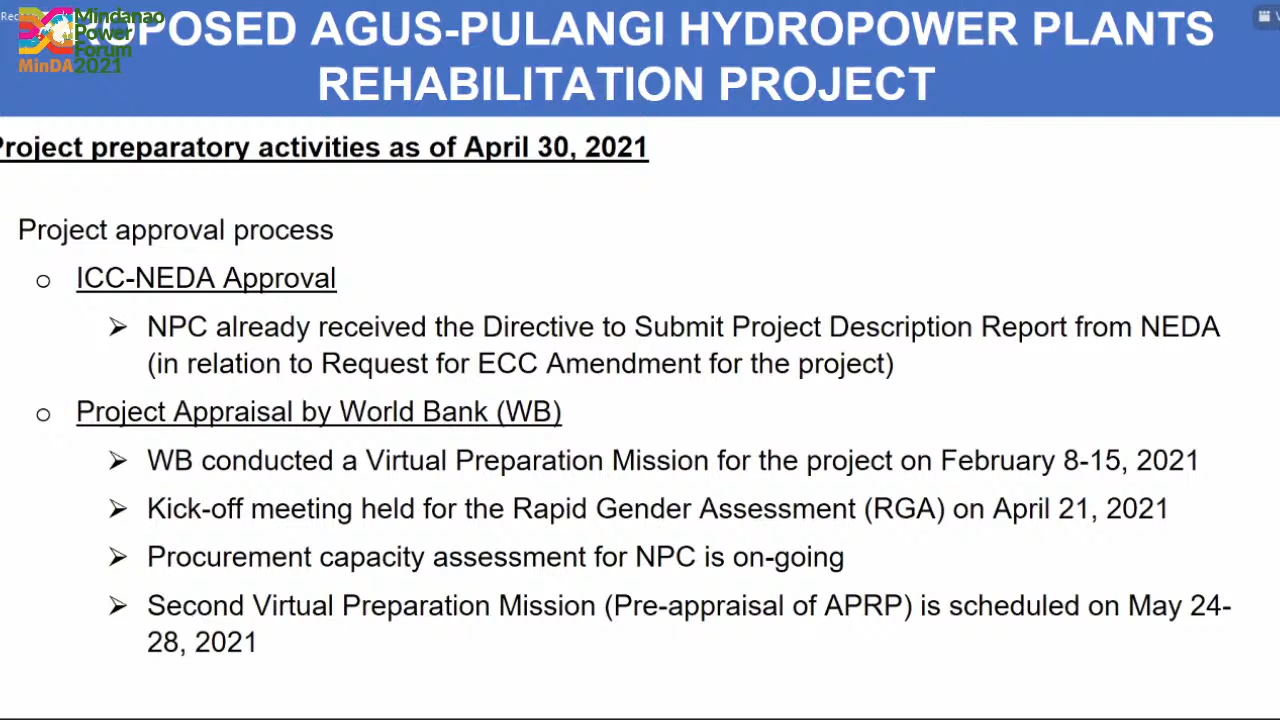 Rec
Mindanao
Power
Forum
MinDA 2021
POSED AGUS-PULANGI HYDROPOWER PLANTS
REHABILITATION PROJECT
Project preparatory activities as of April 30, 2021
Project approval process
o ICC-NEDA Approval
➢ NPC already received the Directive to Submit Project Description Report from NEDA
(in relation to Request for ECC Amendment for the project)
o Project Appraisal by World Bank (WB)
➢ WB conducted a Virtual Preparation Mission for the project on February 8-15, 2021
➢ Kick-off meeting held for the Rapid Gender Assessment (RGA) on April 21, 2021
➢ Procurement capacity assessment for NPC is on-going
➢ Second Virtual Preparation Mission (Pre-appraisal of APRP) is scheduled on May 24-
28, 2021